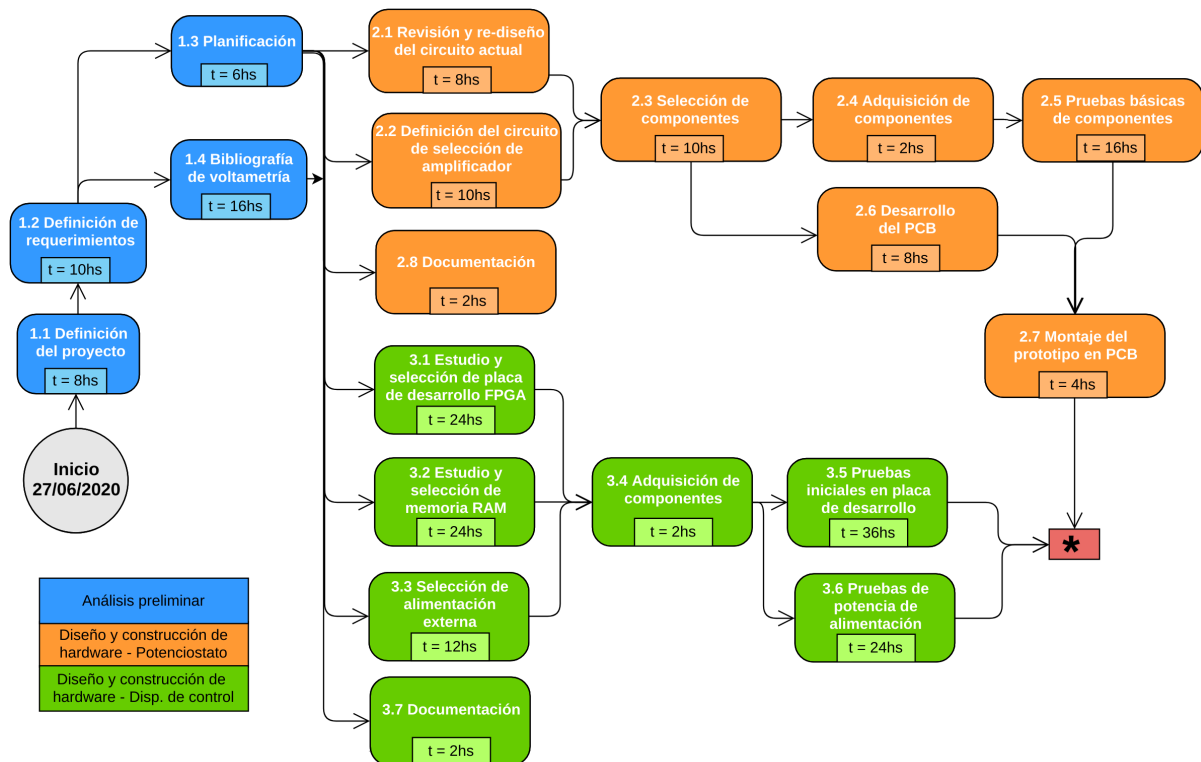 1.3 Planificación
t = 6hs
1.4 Bibliografía
de voltametría
t = 16hs
1.2 Definición de
requerimientos
t = 10hs
1.1 Definición
del proyecto
t = 8hs
Inicio
27/06/2020
2.1 Revisión y re-diseño
del circuito actual
t = 8hs
2.2 Definición del circuito
de selección de
amplificador
t = 10hs
2.3 Selección de
componentes
t = 10hs
2.4 Adquisición de
componentes
t = 2hs
2.5 Pruebas básicas
de componentes
t = 16hs
2.6 Desarrollo
del PCB
t = 8hs
2.8 Documentación
t = 2hs
2.7 Montaje del
prototipo en PCB
t = 4hs
3.1 Estudio y
selección de placa
de desarrollo FPGA
t = 24hs
3.2 Estudio y
selección de
memoria RAM
t = 24hs
3.3 Selección de
alimentación
externa
t = 12hs
3.4 Adquisición de
componentes
t = 2hs
3.5 Pruebas
iniciales en placa
de desarrollo
t = 36hs
3.6 Pruebas de
potencia de
alimentación
t = 24hs
*
3.7 Documentación
t = 2hs
Análisis preliminar
Diseño y construcción de
hardware - Potenciostato
Diseño y construcción de
hardware - Disp. de control